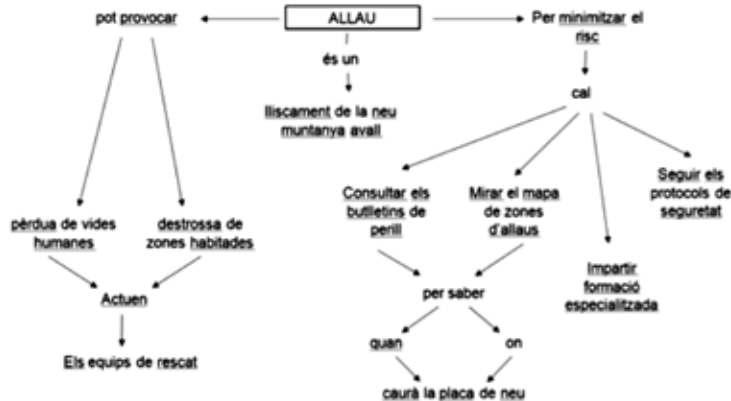 pot provocar
ALLAU
Per minimitzar el
risc
és un
cal
lliscament de la neu
muntanya avall
Consultar els
butlletins de
perill
Mirar el mapa
de zones
d'allaus
Seguir els
protocols de
seguretat
pèrdua de vides
humanes
destrossa de
zones habitades
Impartir
formació
especialitzada
Actuen
per saber
Els equips de rescat
quan
on
caurà la placa de neu